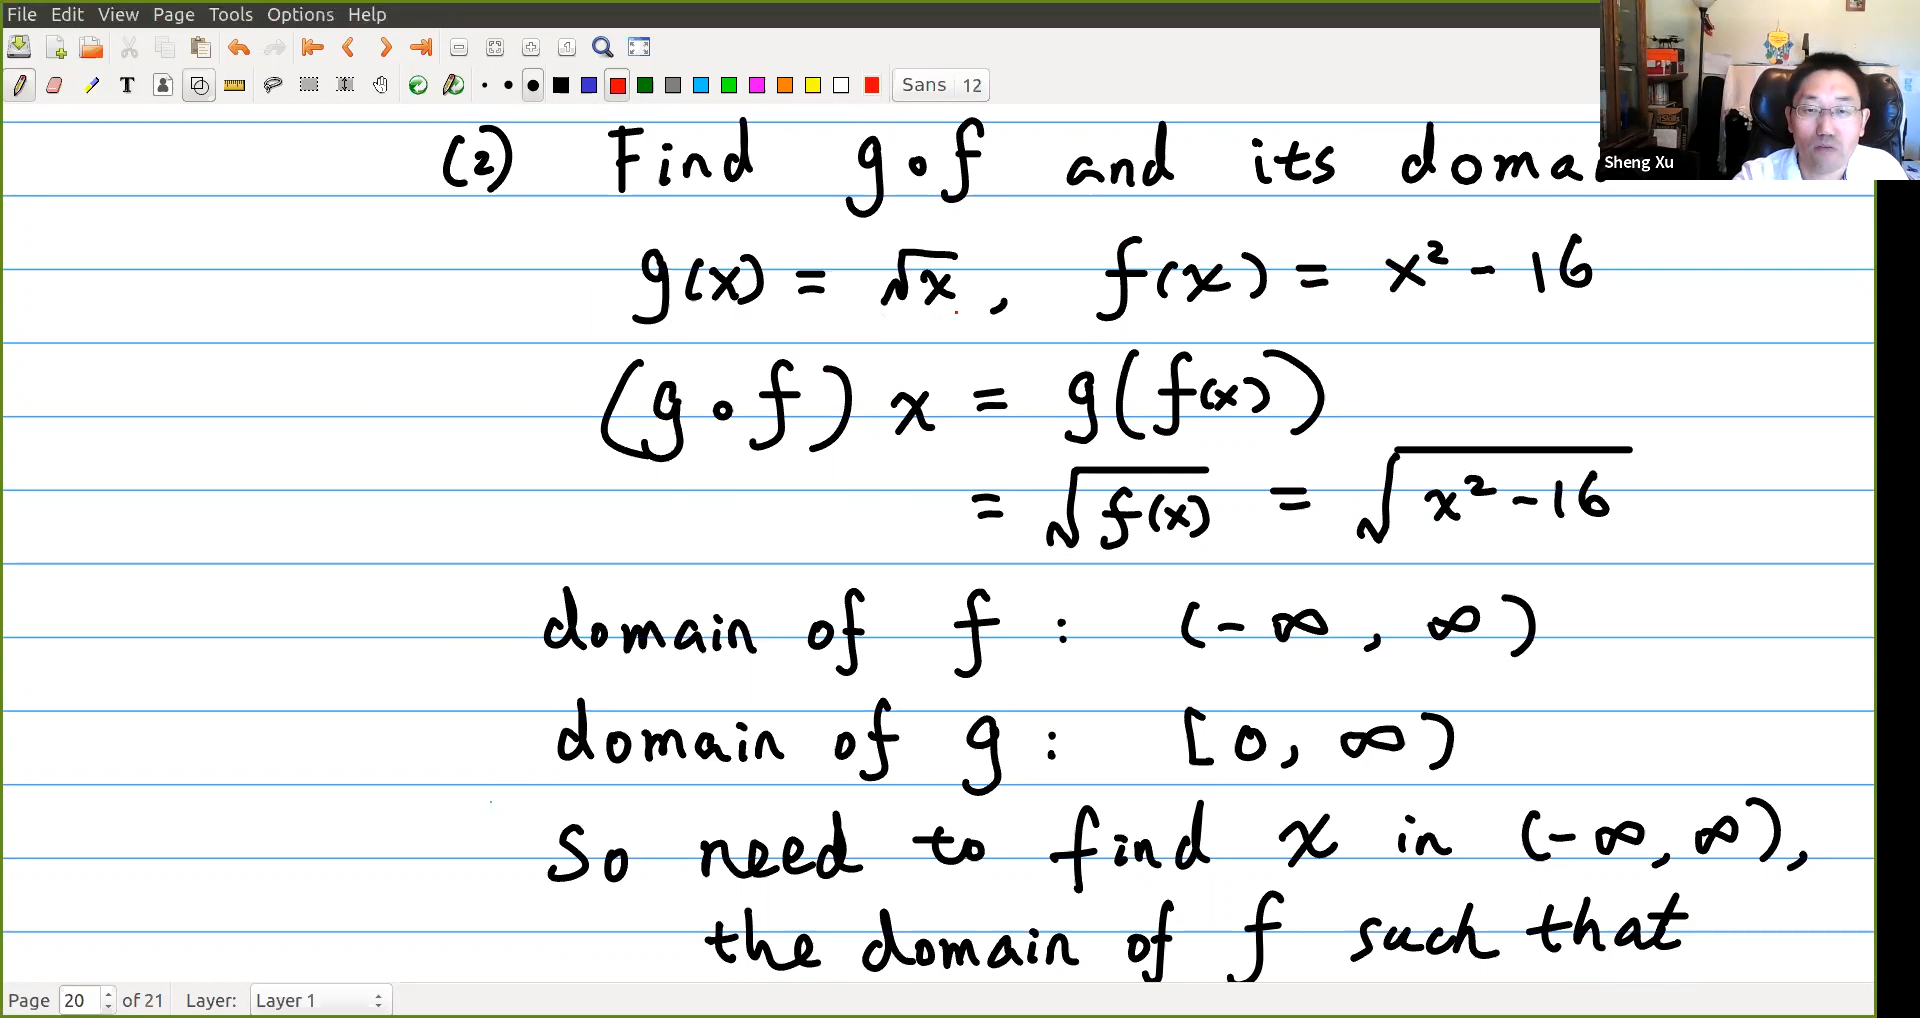 File Edit View Page Tools Options Help
Sans 12
Sheng Xu
(2) Find g∘f and its
g(x) = √x, f(x) = x² - 16
(g∘f) x = g(f(x))
= √f(x) = √x² - 16
domain of f : (-∞, ∞)
domain of g : [0, ∞)
So need to find x in (-∞, ∞),
the domain of f such that
Page 20 of 21 Layer: Layer 1